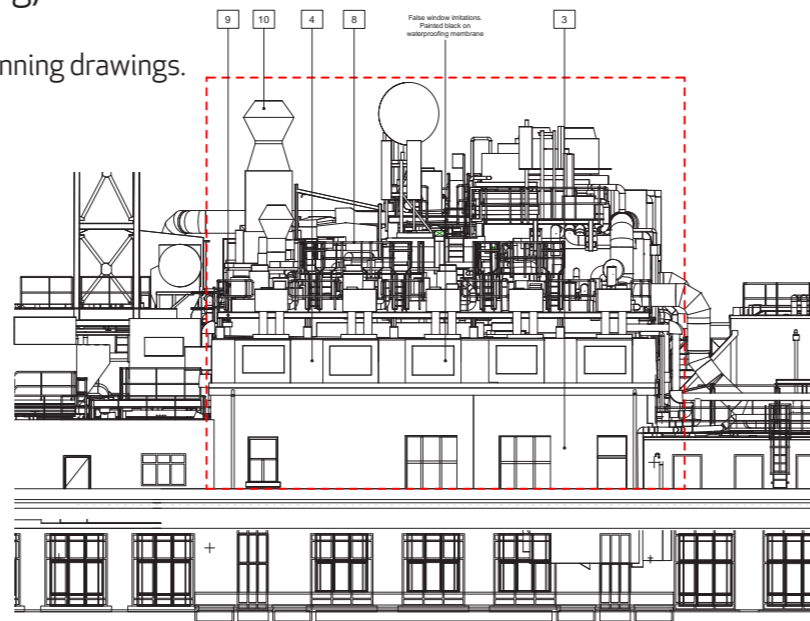 nning drawings.
9
10
4
8
False window imitations.
Painted black on
waterproofing membrane
3